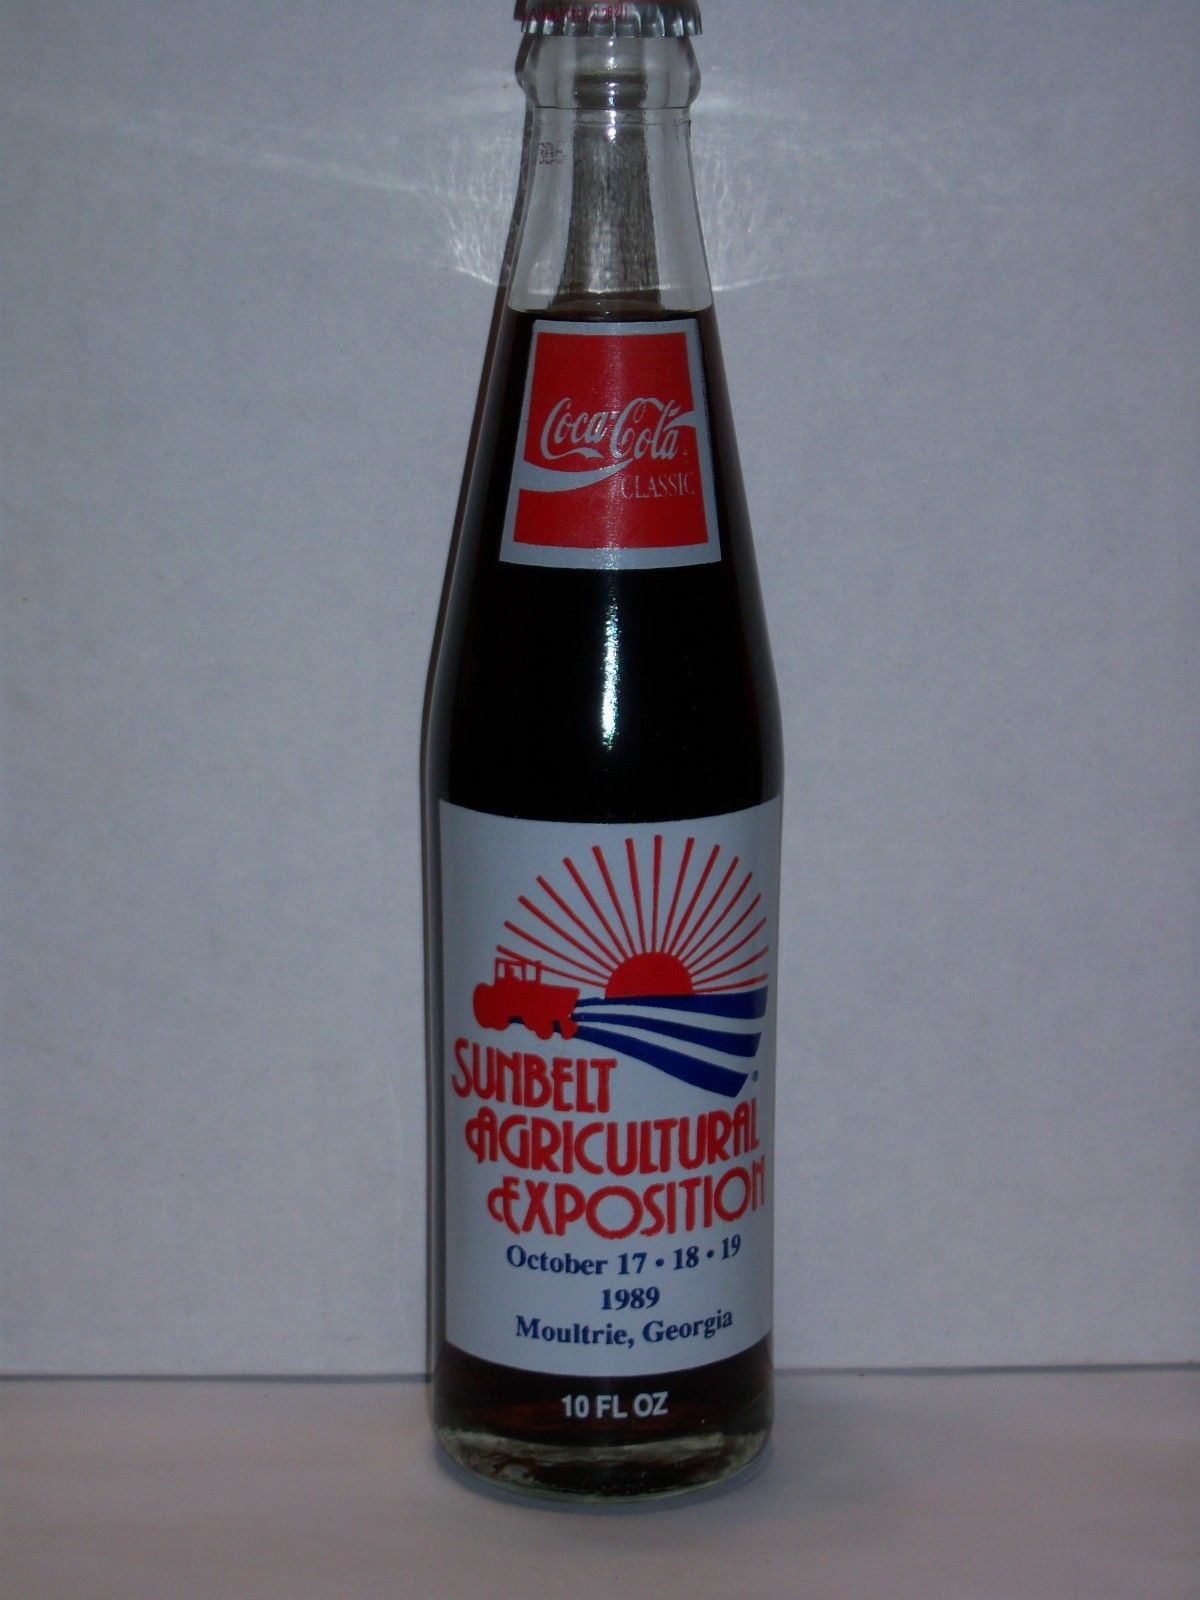 Coca-Cola
CLASSIC
SUNBELT
AGRICULTURAL
EXPOSITION
October 17 • 18 • 19
1989
Moultrie, Georgia
10 FL OZ